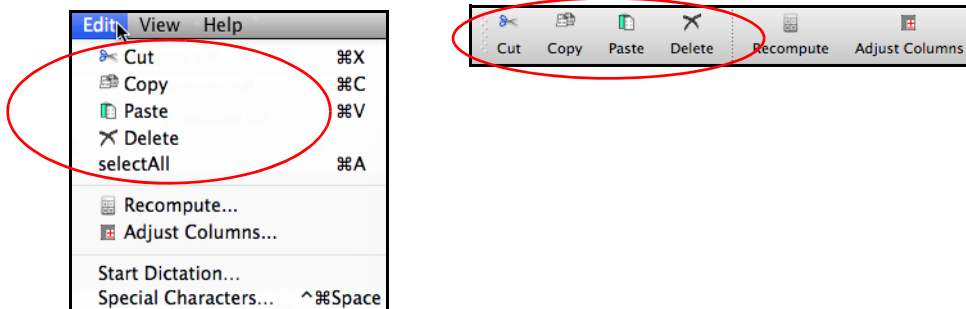 Edit View Help
Cut ⌘X
Copy ⌘C
Paste ⌘V
Delete
selectAll ⌘A
Recompute...
Adjust Columns...
Start Dictation...
Special Characters... ^⌘Space
Cut Copy Paste Delete Recompute Adjust Columns